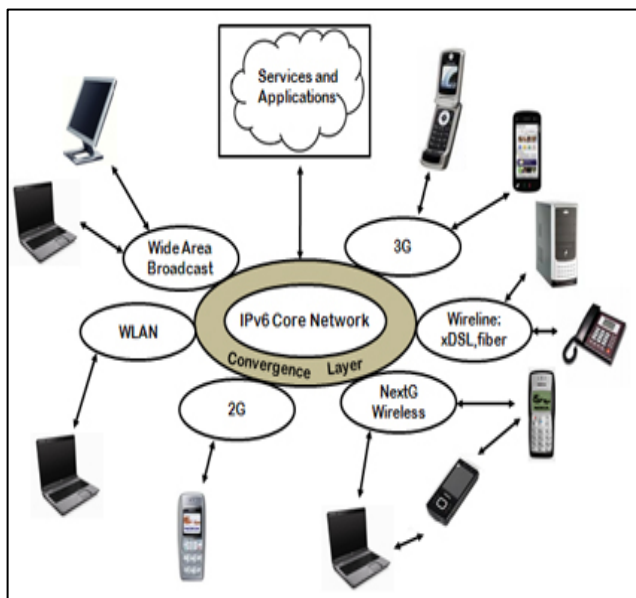 Services and
Applications
3G
Wide Area
Broadcast
IPv6 Core Network
Wireline:
xDSL,fiber
WLAN
Convergence Layer
NextG
Wireless
2G